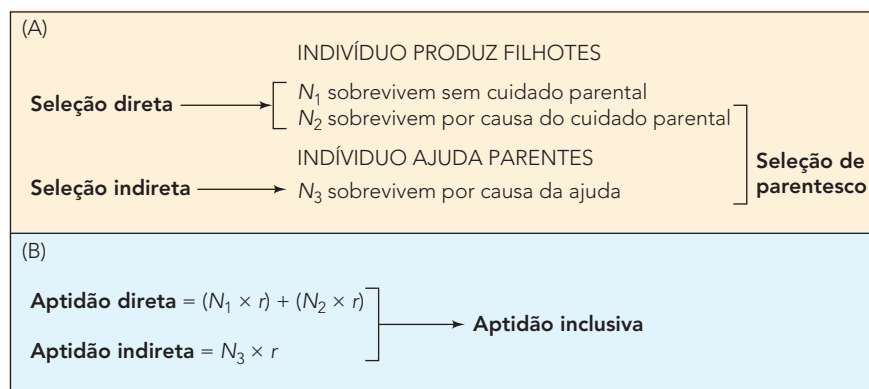 (A)
INDIVÍDUO PRODUZ FILHOTES
Seleção direta
N1 sobrevivem sem cuidado parental
N2 sobrevivem por causa do cuidado parental
INDÍVIDUO AJUDA PARENTES
Seleção indireta
N3 sobrevivem por causa da ajuda
Seleção de
parentesco
(B)
Aptidão direta = (N1 × r) + (N2 × r)
Aptidão indireta = N3 × r
Aptidão inclusiva